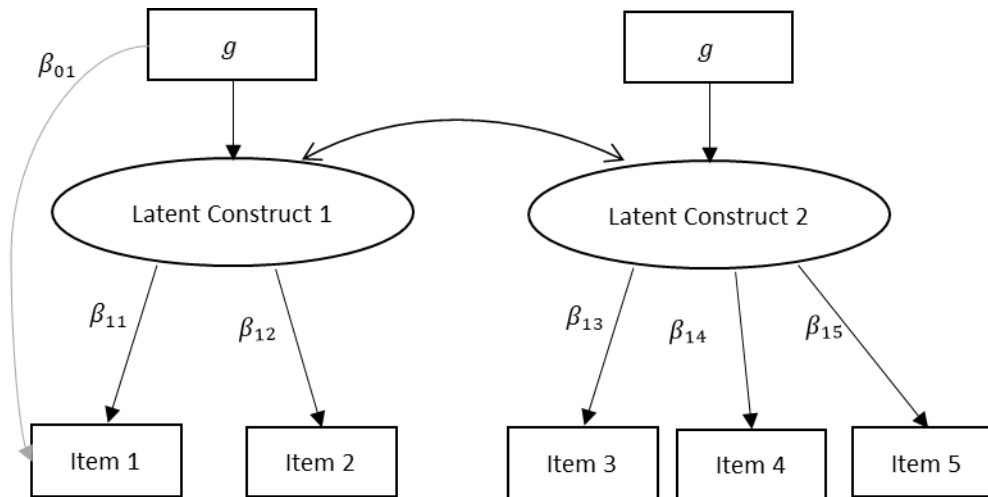 g
g
β₀₁
Latent Construct 1
Latent Construct 2
β₁₁
β₁₂
β₁₃
β₁₄
β₁₅
Item 1
Item 2
Item 3
Item 4
Item 5